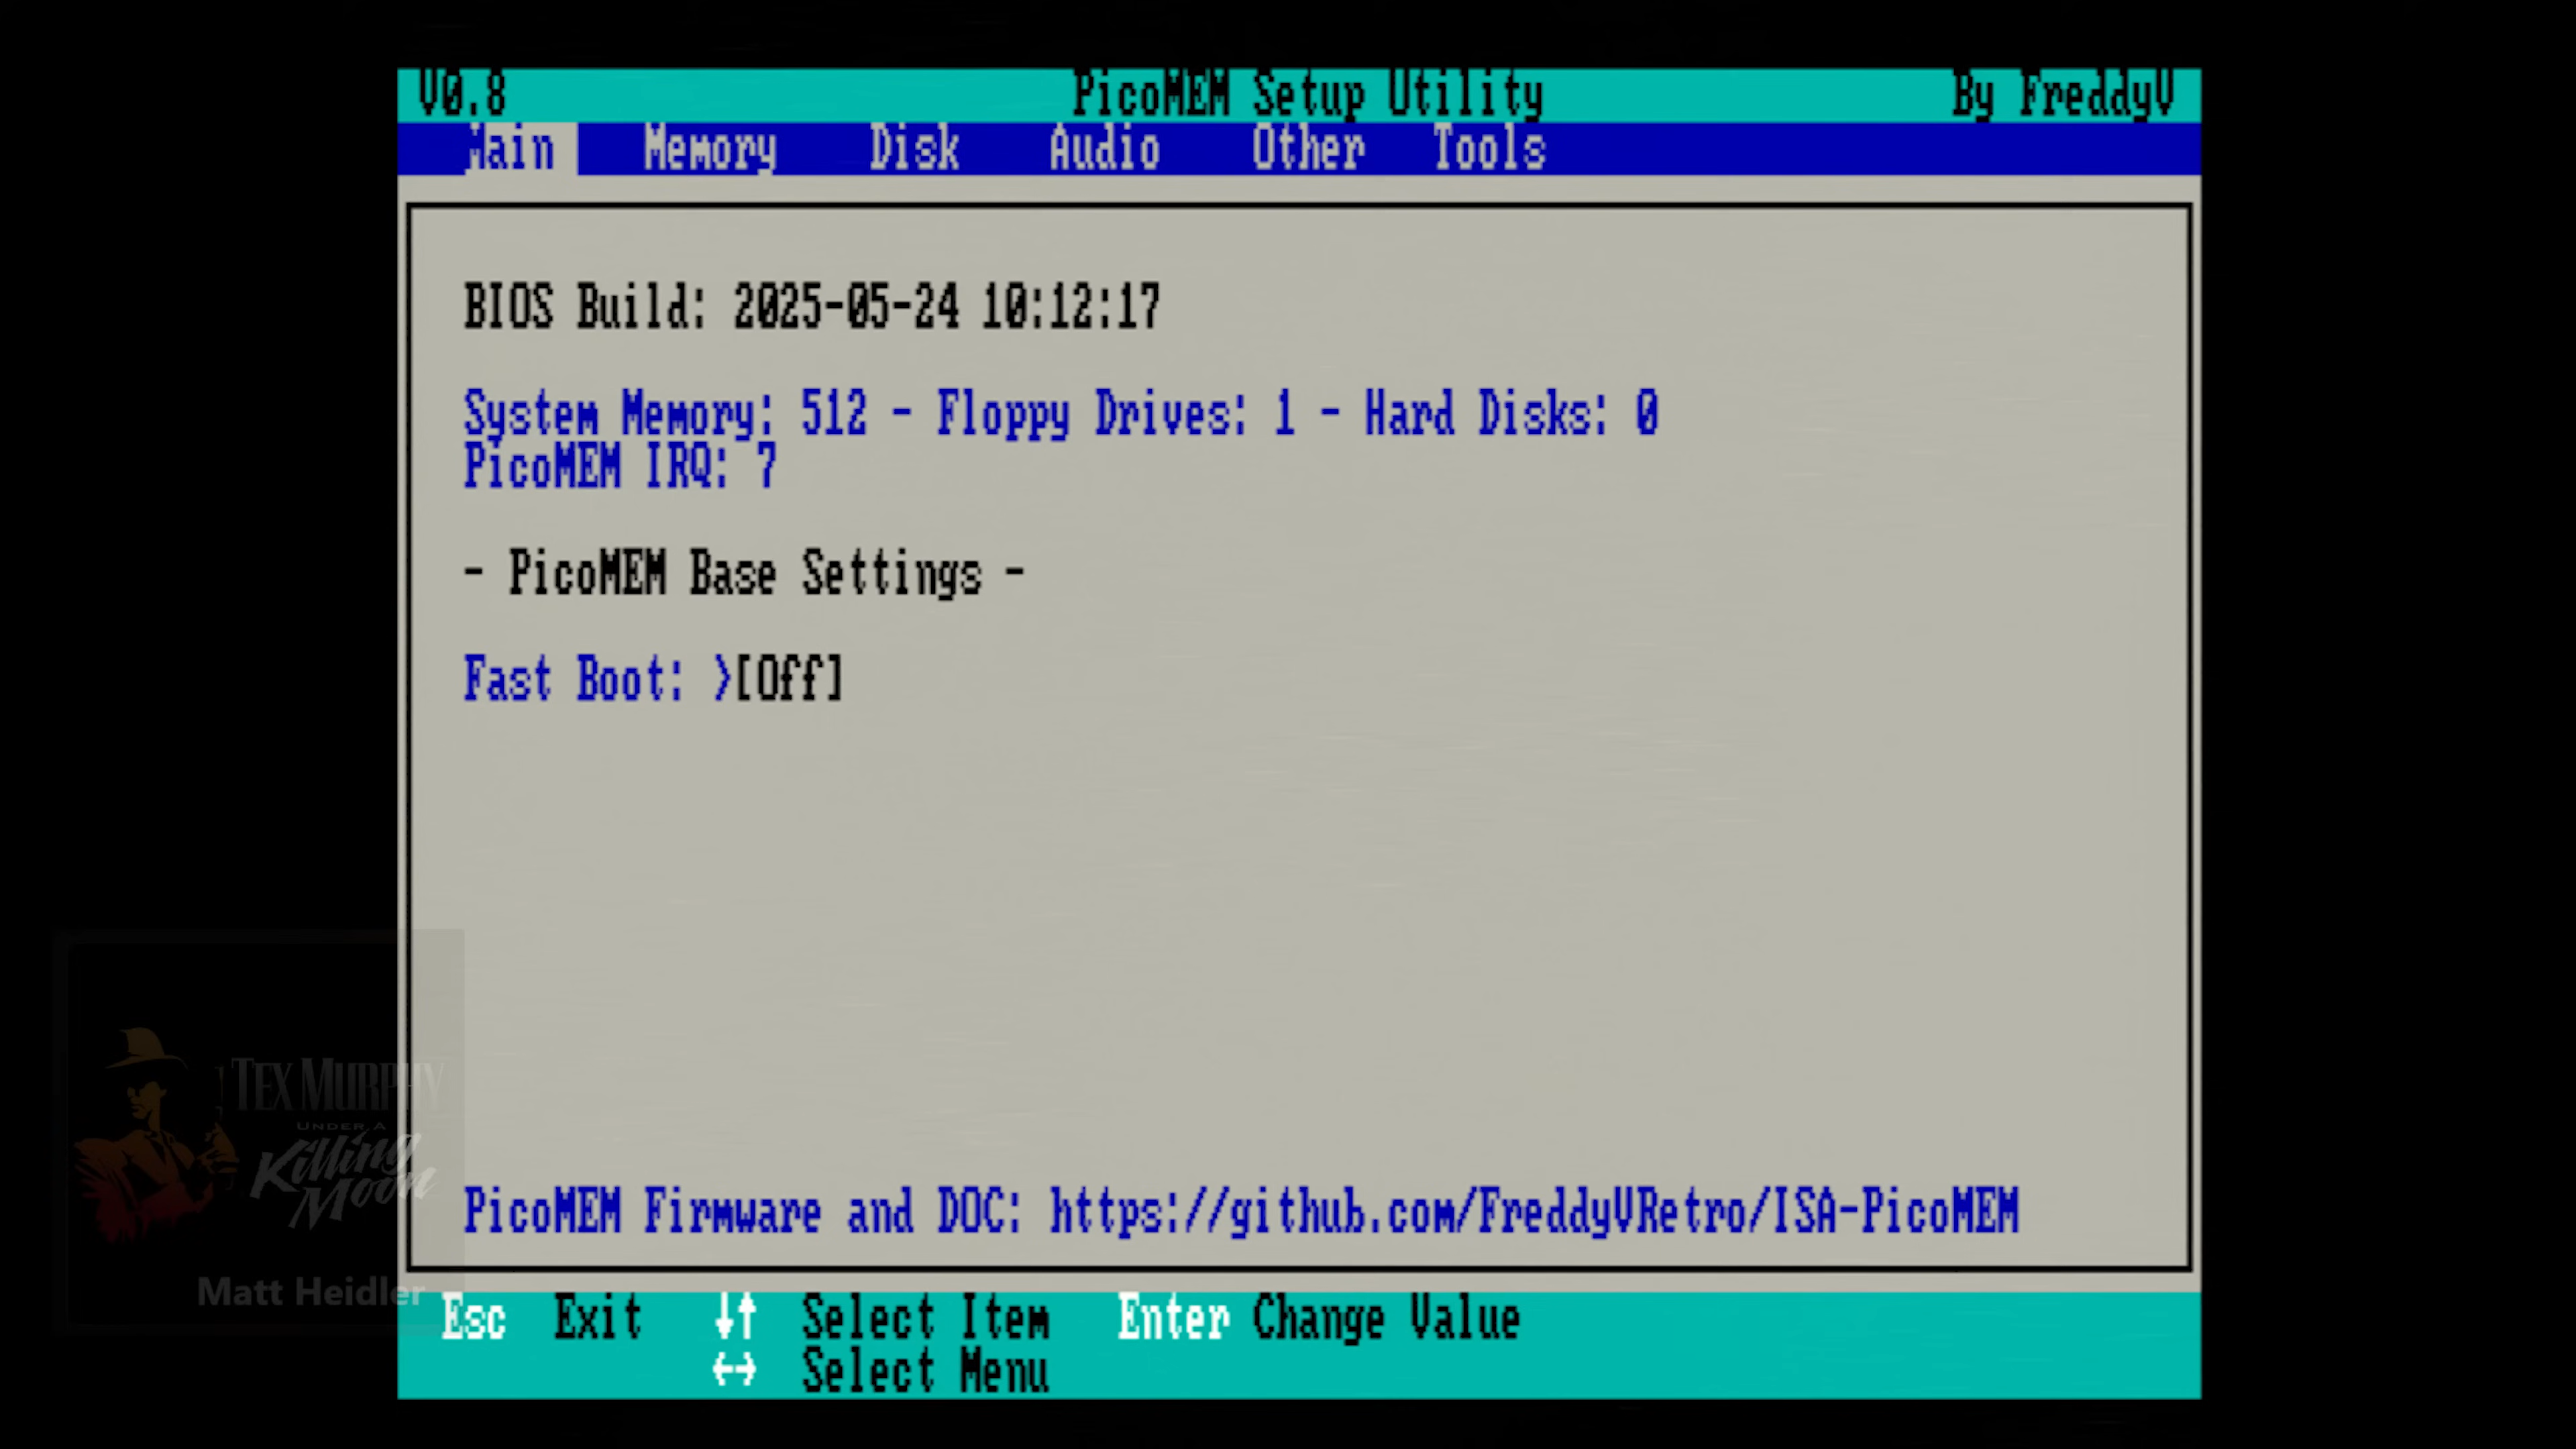 V0.8 PicoMEM Setup Utility By FreddyV
Main Memory Disk Audio Other Tools
BIOS Build: 2025-05-24 10:12:17
System Memory: 512 - Floppy Drives: 1 - Hard Disks: 0
PicoMEM IRQ: 7
- PicoMEM Base Settings -
Fast Boot: >[Off]
TEX MURPHY
UNDER A
Killing
Moon
PicoMEM Firmware and DOC: https://github.com/FreddyVRetro/ISA-PicoMEM
Matt Heidler
Esc Exit ↓↑ Select Item Enter Change Value
↔ Select Menu